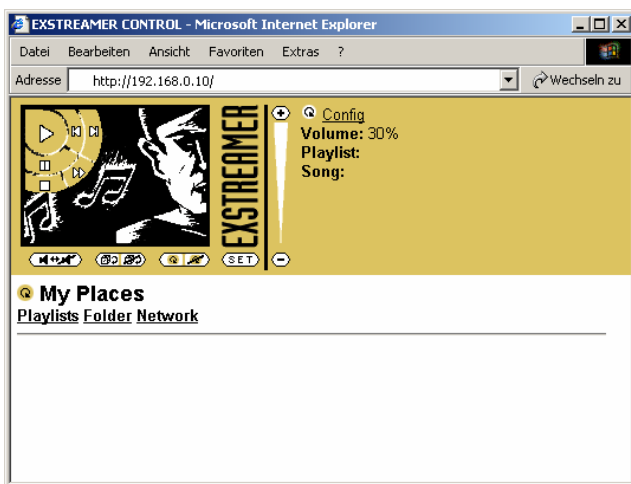 EXSTREAMER CONTROL - Microsoft Internet Explorer
Datei Bearbeiten Ansicht Favoriten Extras ?
Adresse http://192.168.0.10/ Wechseln zu
EXSTREAMER
Config
Volume: 30%
Playlist:
Song:
SET
My Places
Playlists Folder Network